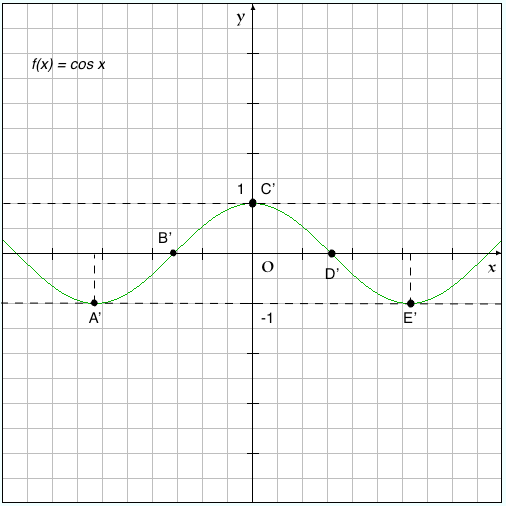 y
f(x) = cos x
1 C'
B'
O
x
D'
A'
-1
E'